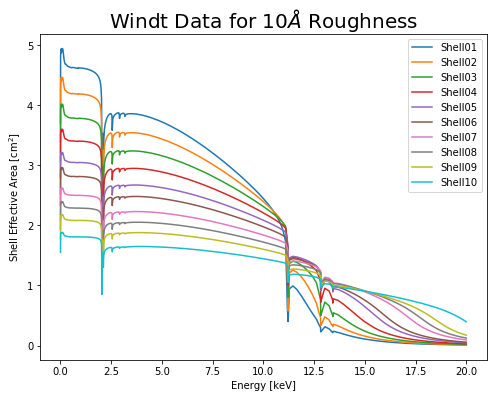 Windt Data for 10Å Roughness
Shell Effective Area [cm²]
5
4
3
2
1
0
0.0 2.5 5.0 7.5 10.0 12.5 15.0 17.5 20.0
Energy [keV]
Shell01
Shell02
Shell03
Shell04
Shell05
Shell06
Shell07
Shell08
Shell09
Shell10